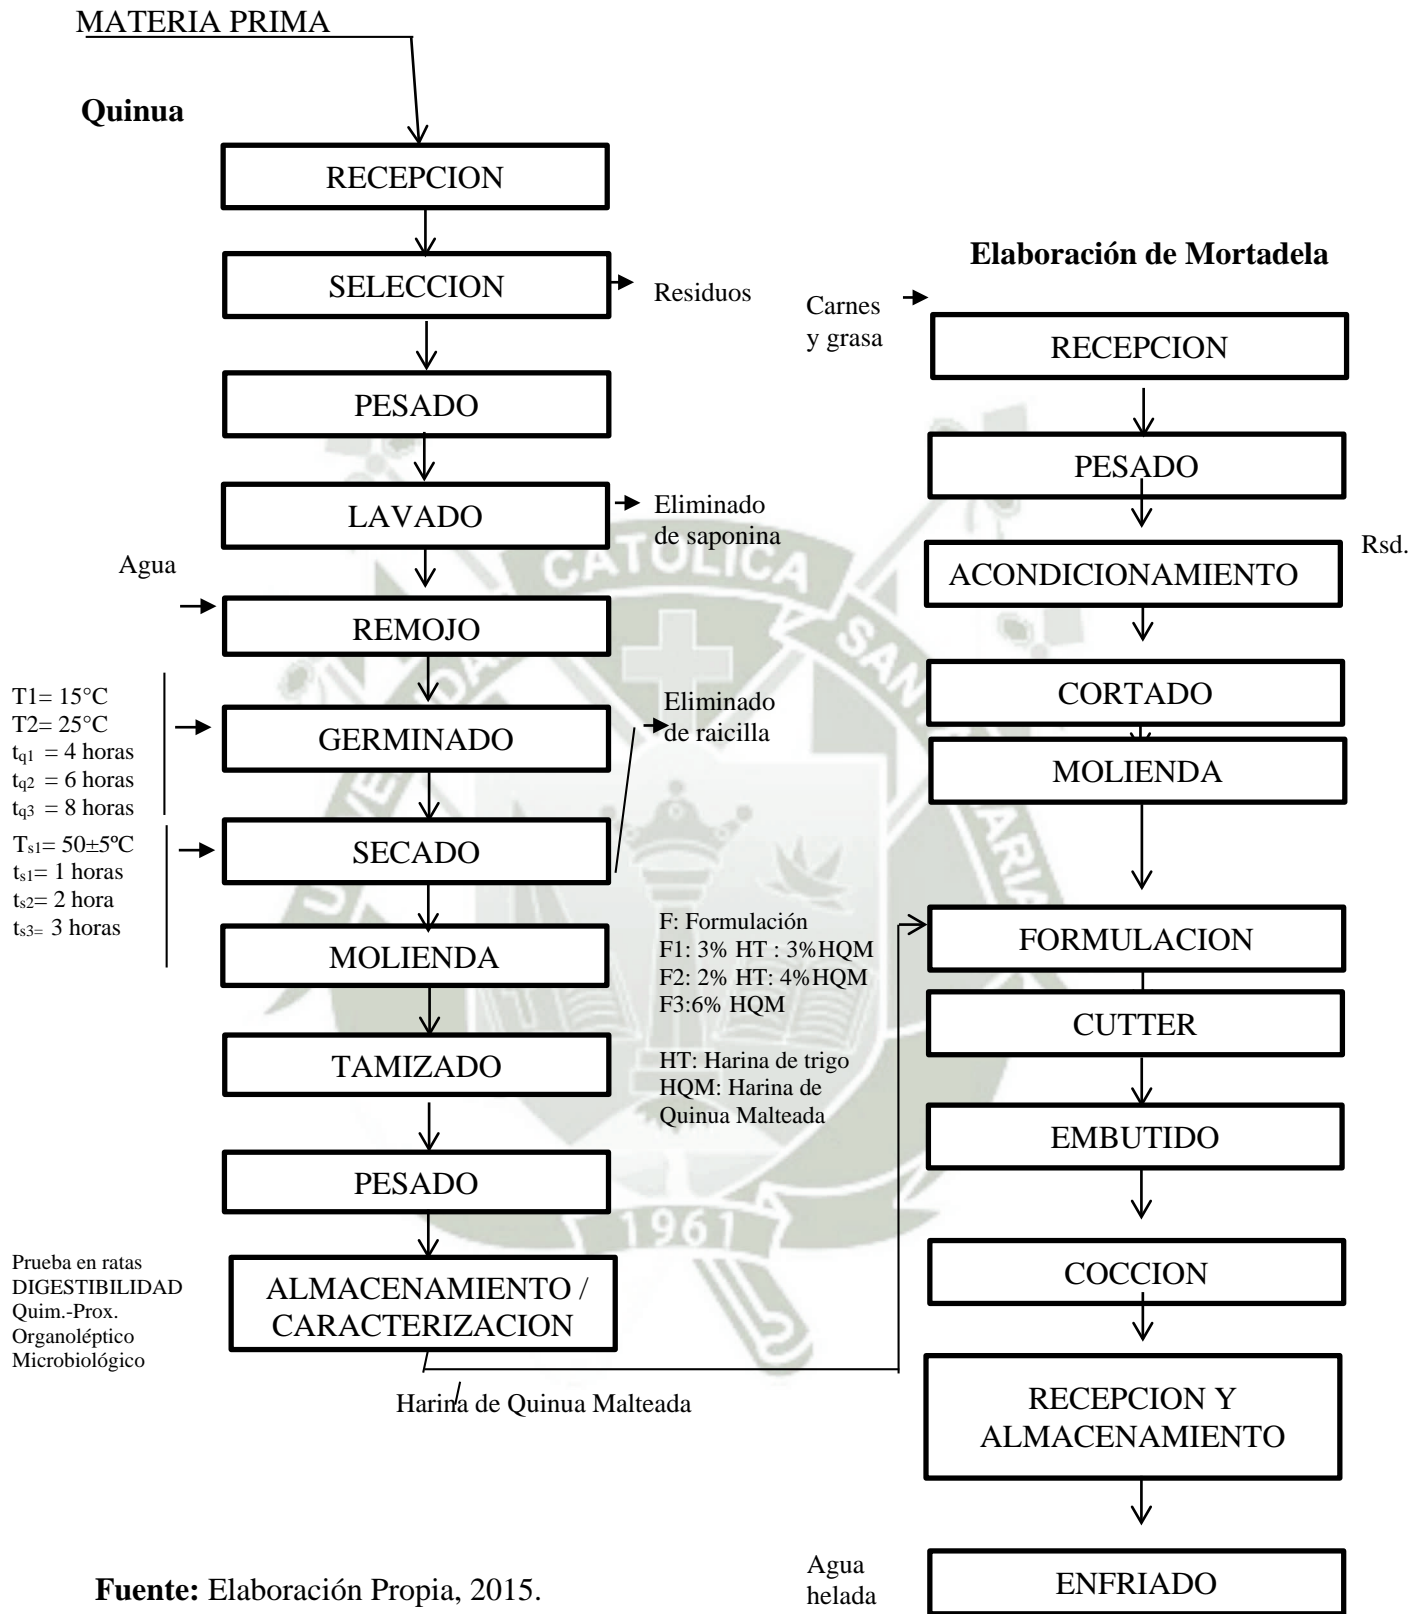 MATERIA PRIMA
Quinua
RECEPCION
SELECCION
Residuos
PESADO
LAVADO
Eliminado
de saponina
Agua
REMOJO
T1= 15°C
T2= 25°C
tq1 = 4 horas
tq2 = 6 horas
tq3 = 8 horas
GERMINADO
Eliminado
de raicilla
Ts1= 50±5ºC
ts1= 1 horas
ts2= 2 hora
ts3= 3 horas
SECADO
MOLIENDA
TAMIZADO
PESADO
Prueba en ratas
DIGESTIBILIDAD
Quim.-Prox.
Organoléptico
Microbiológico
ALMACENAMIENTO /
CARACTERIZACION
Harina de Quinua Malteada
Elaboración de Mortadela
Carnes
y grasa
RECEPCION
PESADO
Rsd.
ACONDICIONAMIENTO
CORTADO
MOLIENDA
F: Formulación
F1: 3% HT : 3%HQM
F2: 2% HT: 4%HQM
F3:6% HQM
HT: Harina de trigo
HQM: Harina de
Quinua Malteada
FORMULACION
CUTTER
EMBUTIDO
COCCION
RECEPCION Y
ALMACENAMIENTO
Agua
helada
ENFRIADO
CATOLICA
1961
Fuente: Elaboración Propia, 2015.